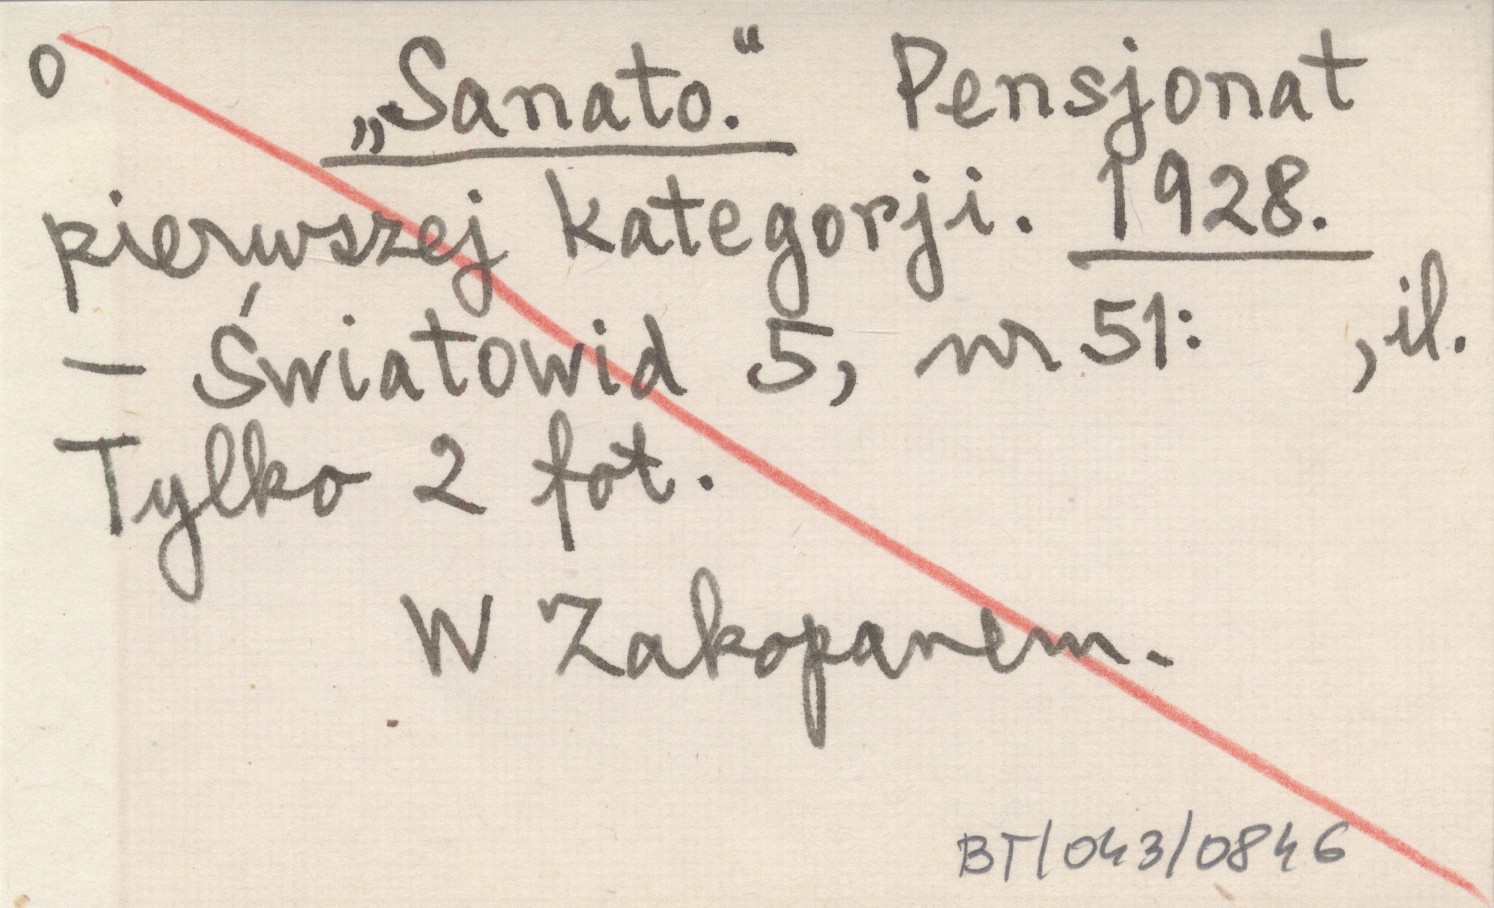 0 „Sanato.“ Pensjonat
pierwszej kategorji. 1928.
– Światowid 5, nr 51: , il.
Tylko 2 fot.
W Zakopanem.
BT/043/0846